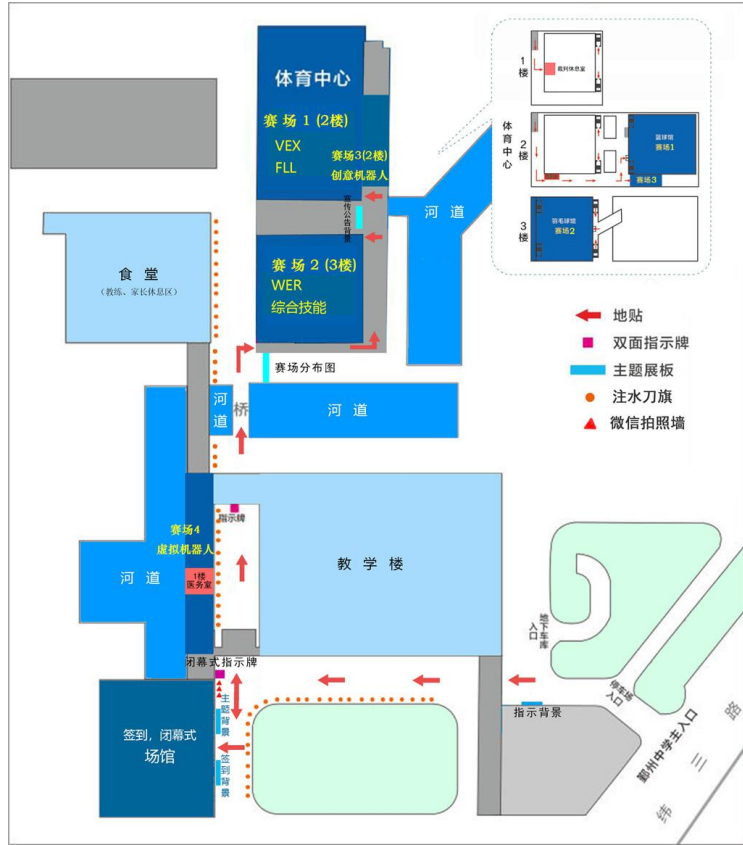 体育中心
赛 场 1 (2楼)
VEX
FLL
赛场3(2楼)
创意机器人
宣传公告背景
赛 场 2 (3楼)
WER
综合技能
赛场分布图
食 堂
(教练、家长休息区)
河 道
河道
桥
河 道
体育中心
1楼
裁判休息室
2楼
篮球馆
赛场1
赛场3
3楼
羽毛球馆
赛场2
地贴
双面指示牌
主题展板
注水刀旗
微信拍照墙
赛场4
虚拟机器人
指示牌
1楼
医务室
河 道
教 学 楼
闭幕式指示牌
主题背景
签到背景
签到，闭幕式
场馆
指示背景
地下车库
入口
停车场
入口
鄞州中学主入口
纬三路